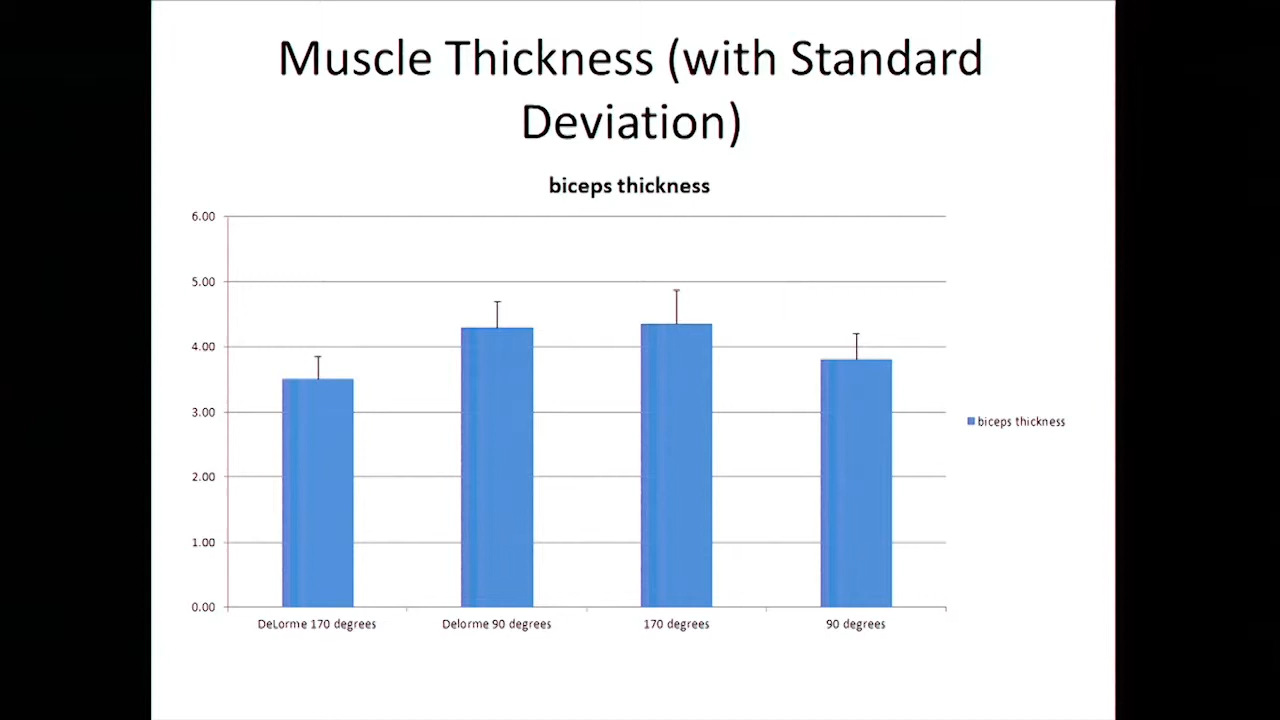 Muscle Thickness (with Standard
Deviation)
biceps thickness
6.00
5.00
4.00
3.00
2.00
1.00
0.00
DeLorme 170 degrees
Delorme 90 degrees
170 degrees
90 degrees
biceps thickness